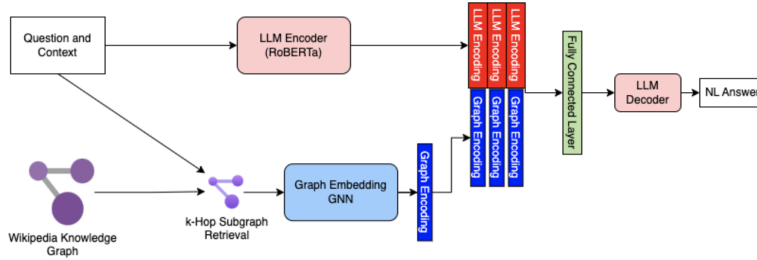 Question and
Context
LLM Encoder
(RoBERTa)
LLM Encoding
LLM Encoding
LLM Encoding
Graph Encoding
Graph Encoding
Graph Encoding
Fully Connected Layer
LLM
Decoder
NL Answer
Wikipedia Knowledge
Graph
k-Hop Subgraph
Retrieval
Graph Embedding
GNN
Graph Encoding